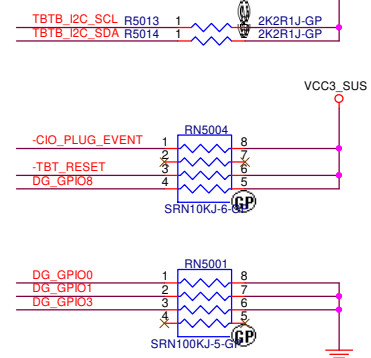 TBTB_I2C_SCL R5013 1 2K2R1J-GP
TBTB_I2C_SDA R5014 1 2K2R1J-GP
VCC3_SUS
RN5004
-CIO_PLUG_EVENT 1 8
2 7
-TBT_RESET 3 6
DG_GPIO8 4 5
SRN10KJ-6-GP
GP
RN5001
DG_GPIO0 1 8
DG_GPIO1 2 7
DG_GPIO3 3 6
4 5
SRN100KJ-5-GP
GP